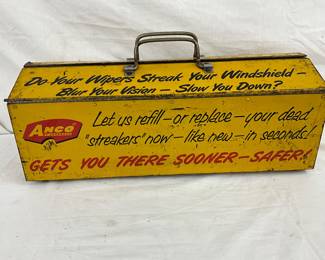 Do Your Wipers Streak Your Windshield —
Blur Your Vision — Slow You Down?
ANCO
Let us refill — or replace — your dead
"streakers" now — like new — in seconds!
GETS YOU THERE SOONER — SAFER!